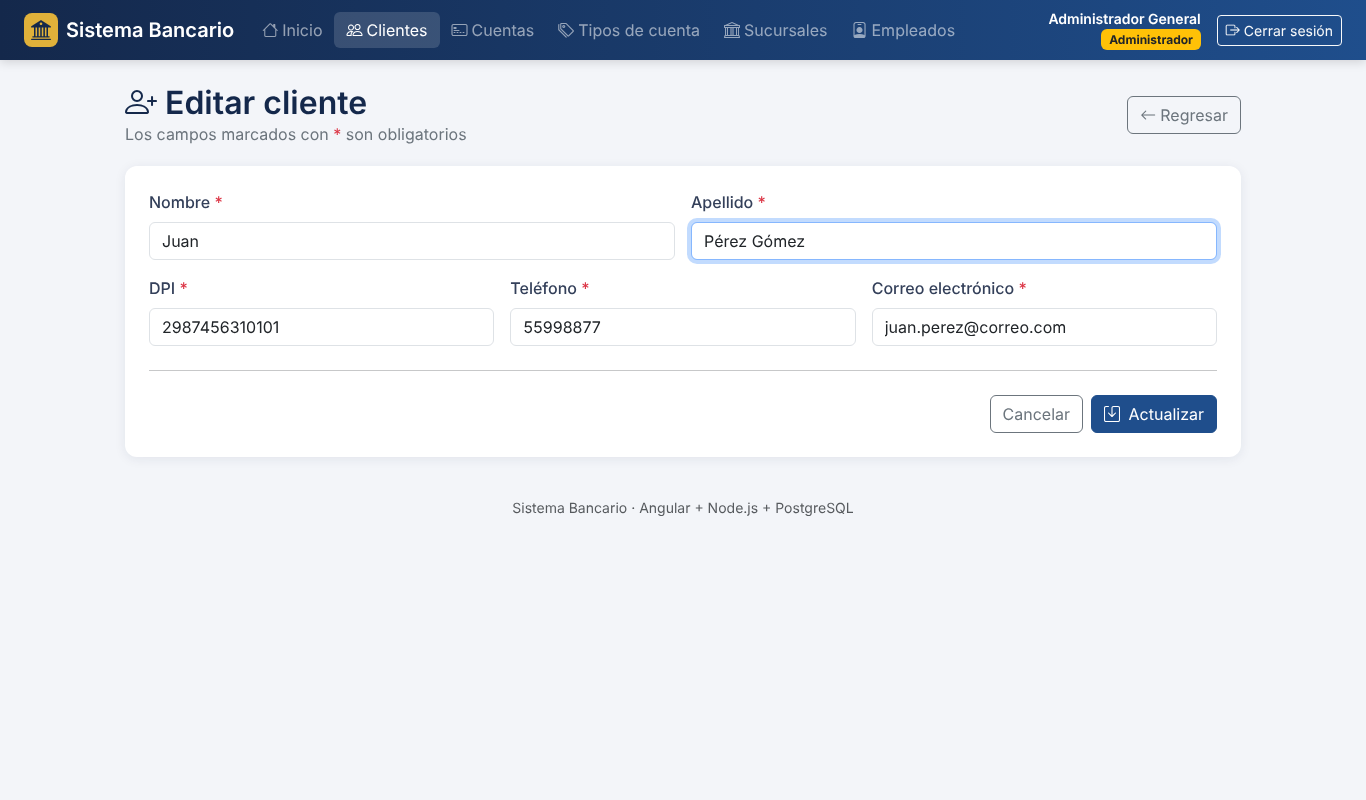 Sistema Bancario Inicio Clientes Cuentas Tipos de cuenta Sucursales Empleados Administrador General
Administrador
Cerrar sesión
Editar cliente
Los campos marcados con * son obligatorios
Regresar
Nombre * Apellido *
Juan Pérez Gómez
DPI * Teléfono * Correo electrónico *
2987456310101 55998877 juan.perez@correo.com
Cancelar Actualizar
Sistema Bancario · Angular + Node.js + PostgreSQL